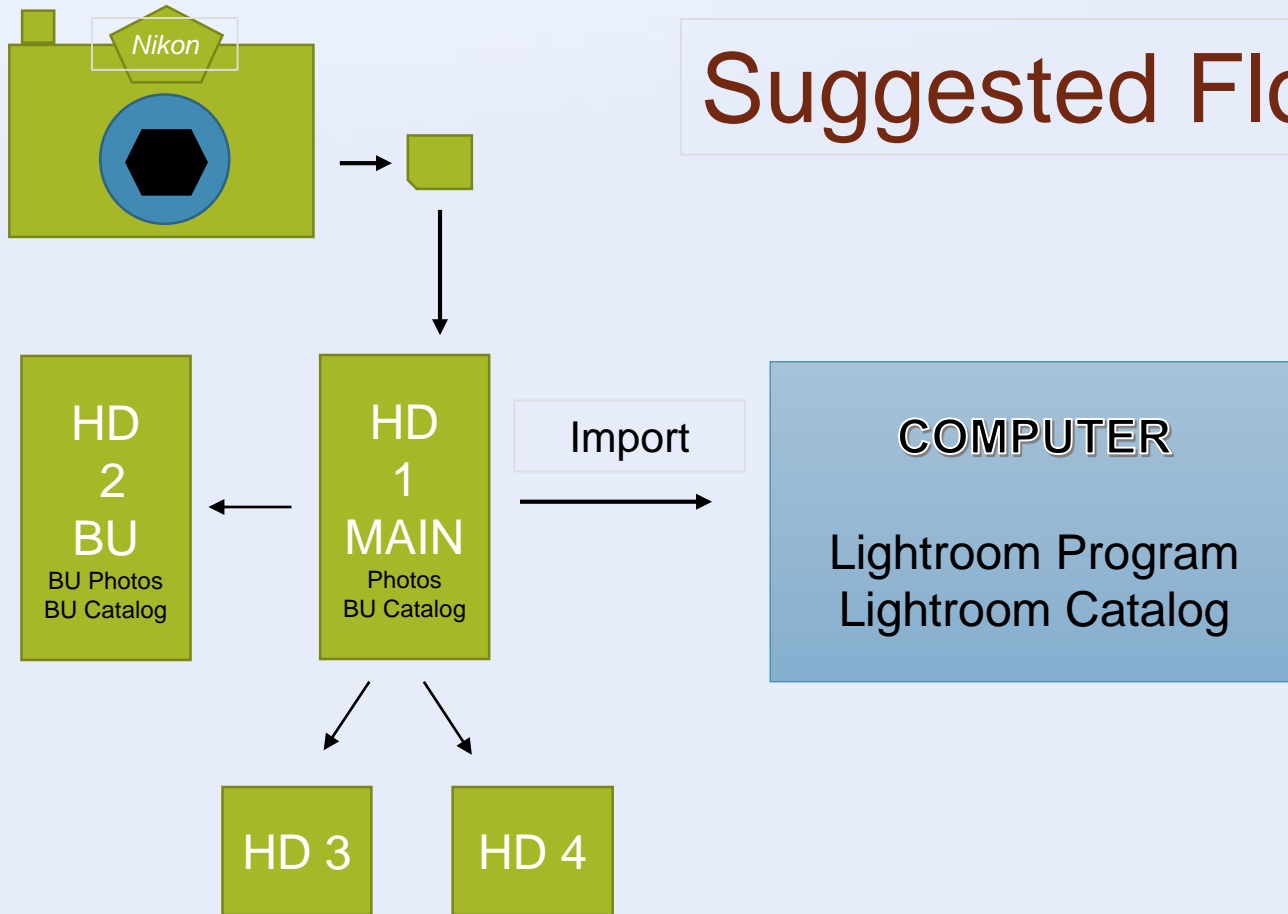 Nikon
Suggested Flo
HD
2
BU
BU Photos
BU Catalog
HD
1
MAIN
Photos
BU Catalog
Import
COMPUTER
Lightroom Program
Lightroom Catalog
HD 3
HD 4